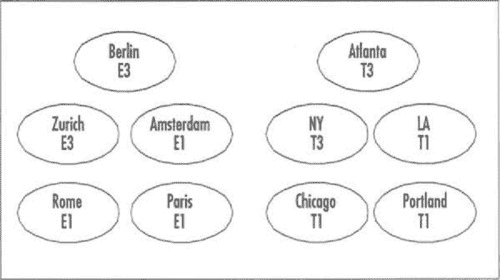 Berlin
E3
Atlanta
T3
Zurich
E3
Amsterdam
E1
NY
T3
LA
T1
Rome
E1
Paris
E1
Chicago
T1
Portland
T1